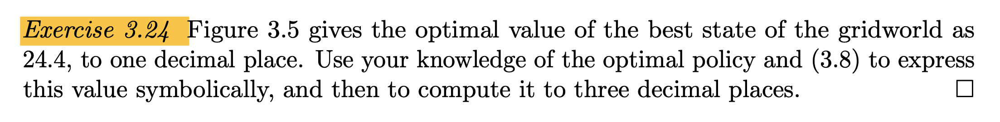 Exercise 3.24 Figure 3.5 gives the optimal value of the best state of the gridworld as
24.4, to one decimal place. Use your knowledge of the optimal policy and (3.8) to express
this value symbolically, and then to compute it to three decimal places. □